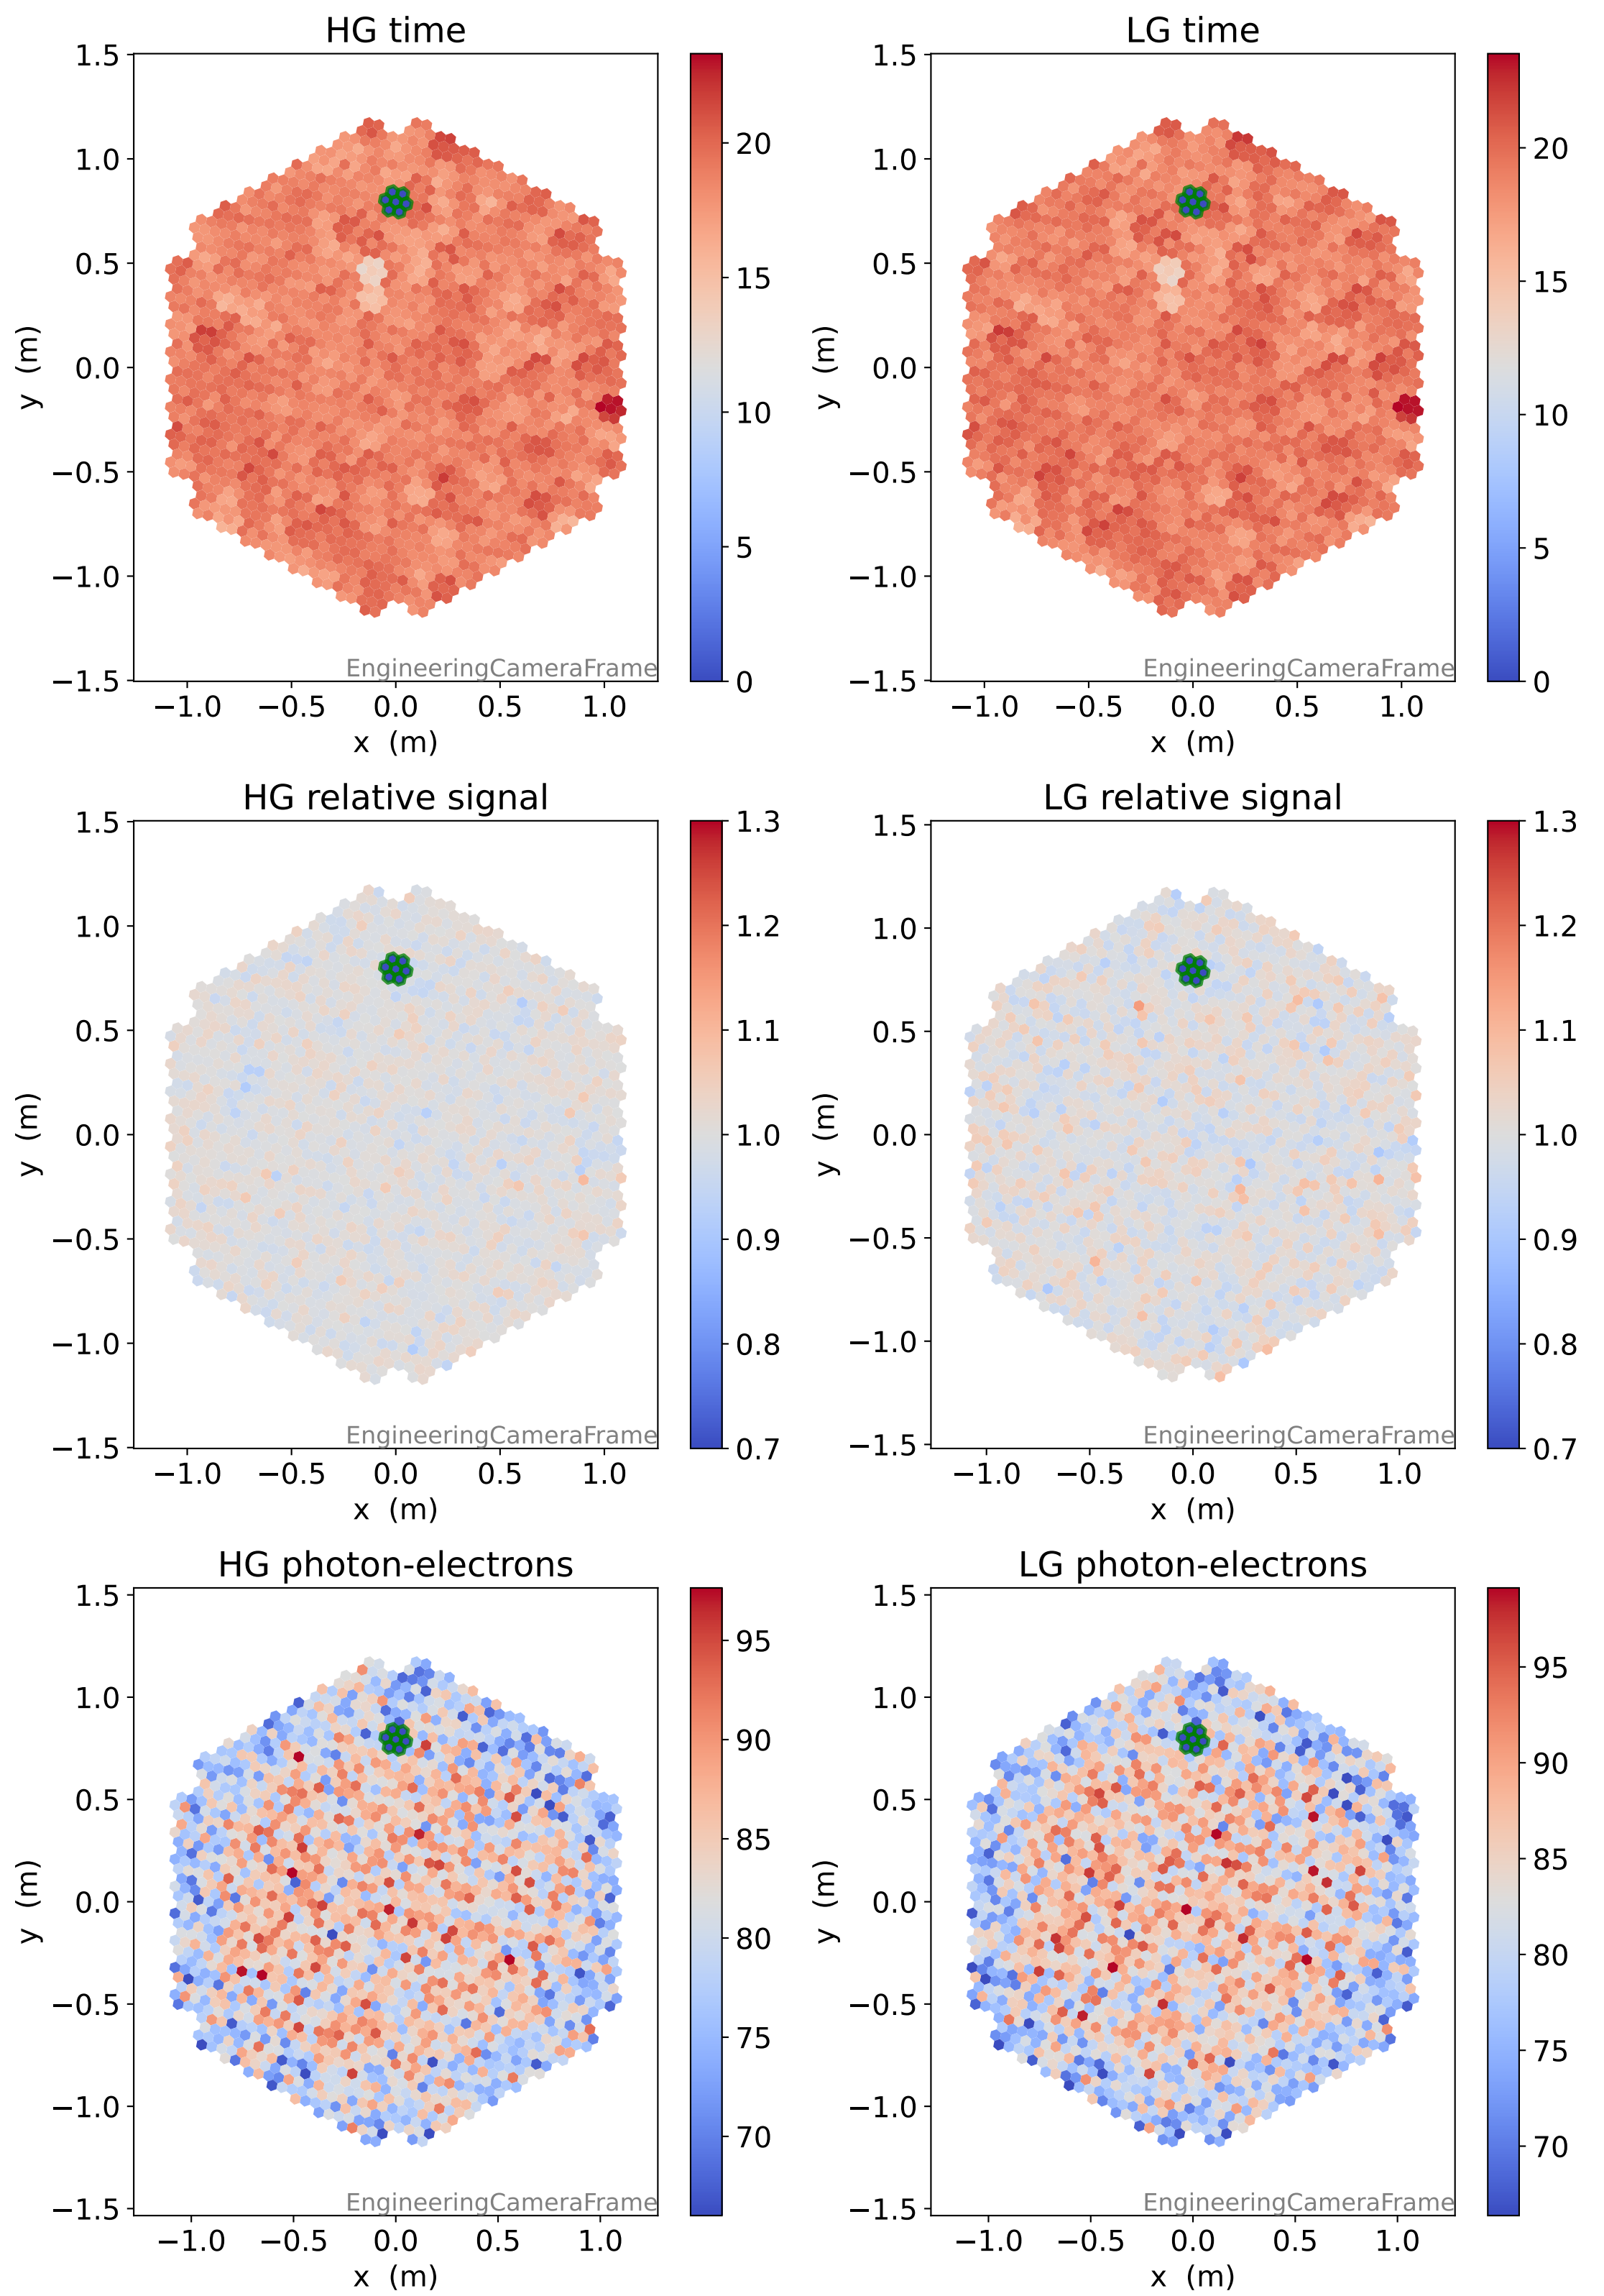 HG time
1.5
1.0
0.5
0.0
−0.5
−1.0
−1.5
y (m)
−1.0 −0.5 0.0 0.5 1.0
x (m)
EngineeringCameraFrame
20
15
10
5
0
LG time
1.5
1.0
0.5
0.0
−0.5
−1.0
−1.5
y (m)
−1.0 −0.5 0.0 0.5 1.0
x (m)
EngineeringCameraFrame
20
15
10
5
0
HG relative signal
1.5
1.0
0.5
0.0
−0.5
−1.0
−1.5
y (m)
−1.0 −0.5 0.0 0.5 1.0
x (m)
EngineeringCameraFrame
1.3
1.2
1.1
1.0
0.9
0.8
0.7
LG relative signal
1.5
1.0
0.5
0.0
−0.5
−1.0
−1.5
y (m)
−1.0 −0.5 0.0 0.5 1.0
x (m)
EngineeringCameraFrame
1.3
1.2
1.1
1.0
0.9
0.8
0.7
HG photon-electrons
1.5
1.0
0.5
0.0
−0.5
−1.0
−1.5
y (m)
−1.0 −0.5 0.0 0.5 1.0
x (m)
EngineeringCameraFrame
95
90
85
80
75
70
LG photon-electrons
1.5
1.0
0.5
0.0
−0.5
−1.0
−1.5
y (m)
−1.0 −0.5 0.0 0.5 1.0
x (m)
EngineeringCameraFrame
95
90
85
80
75
70